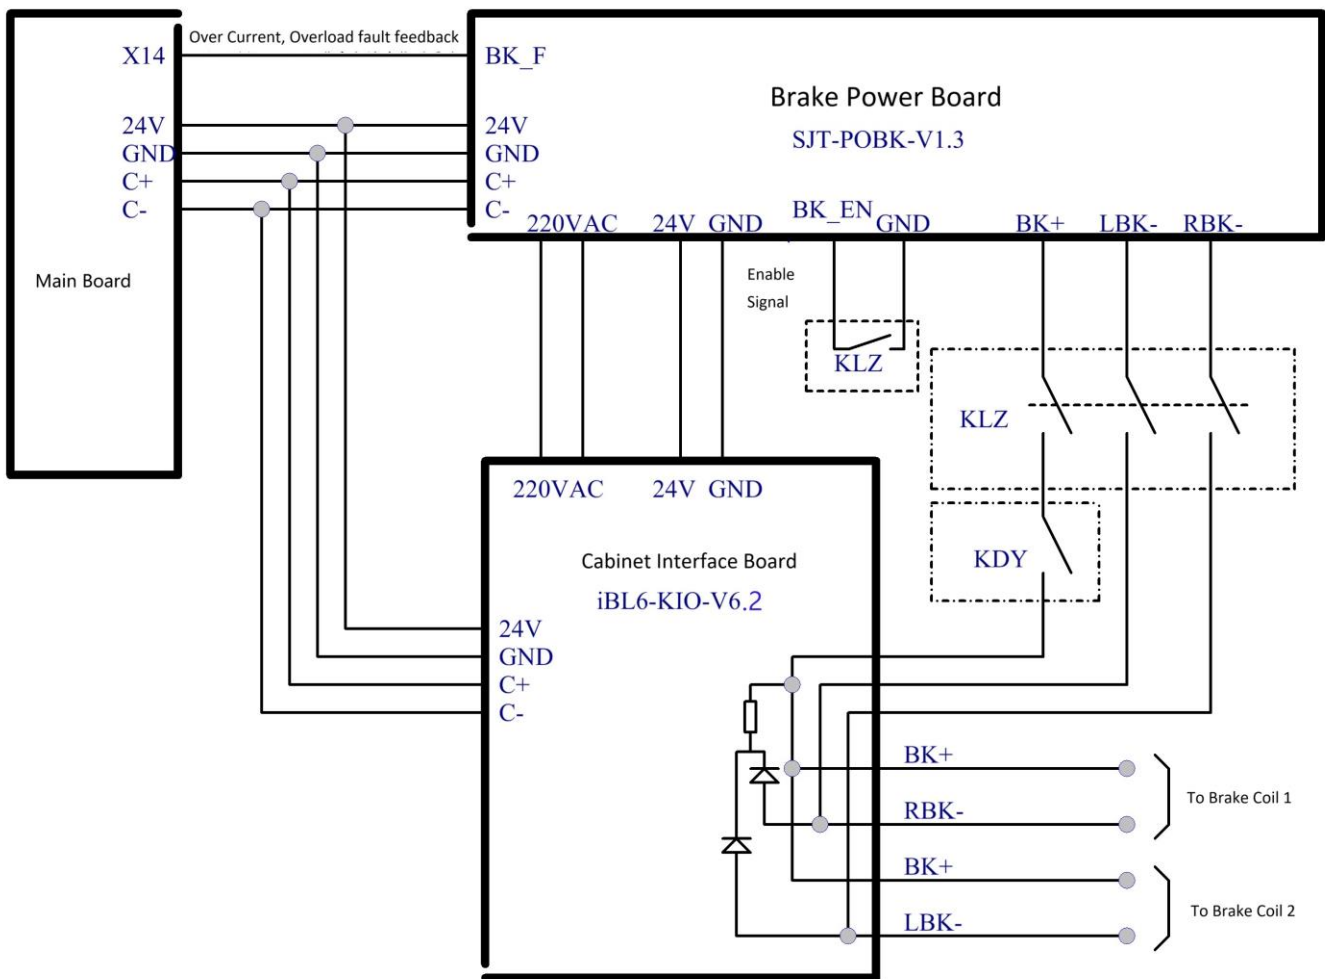 Over Current, Overload fault feedback
X14
BK_F
Brake Power Board
SJT-POBK-V1.3
24V
GND
C+
C-
24V
GND
C+
C-
220VAC
24V GND
BK_EN
GND
BK+
LBK-
RBK-
Main Board
Enable
Signal
KLZ
KLZ
220VAC
24V GND
KDY
Cabinet Interface Board
iBL6-KIO-V6.2
24V
GND
C+
C-
BK+
RBK-
To Brake Coil 1
BK+
LBK-
To Brake Coil 2